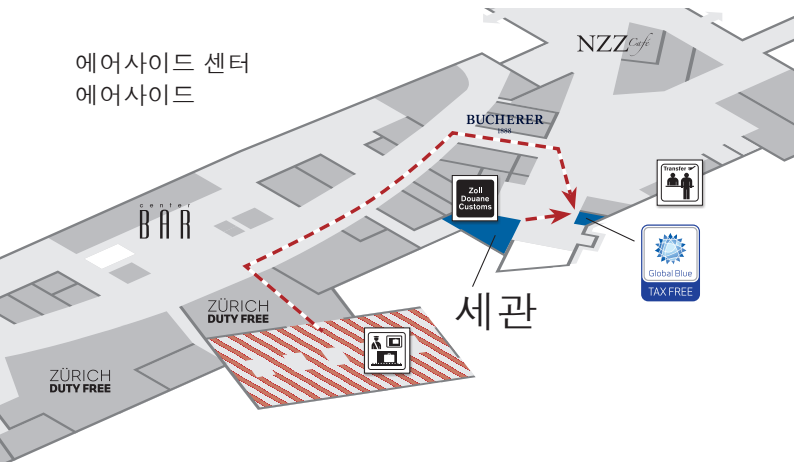 에어사이드 센터
에어사이드
NZZ Café
BUCHERER
1888
Transfer
Zoll
Douane
Customs
center
BAR
Global Blue
TAX FREE
세관
ZÜRICH
DUTY FREE
ZÜRICH
DUTY FREE